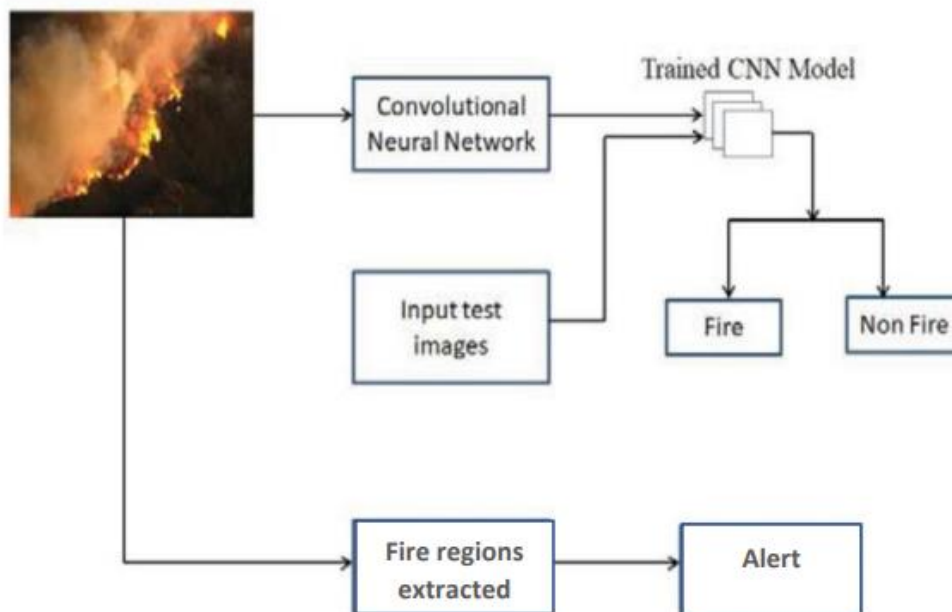 Trained CNN Model
Convolutional
Neural Network
Input test
images
Fire
Non Fire
Fire regions
extracted
Alert